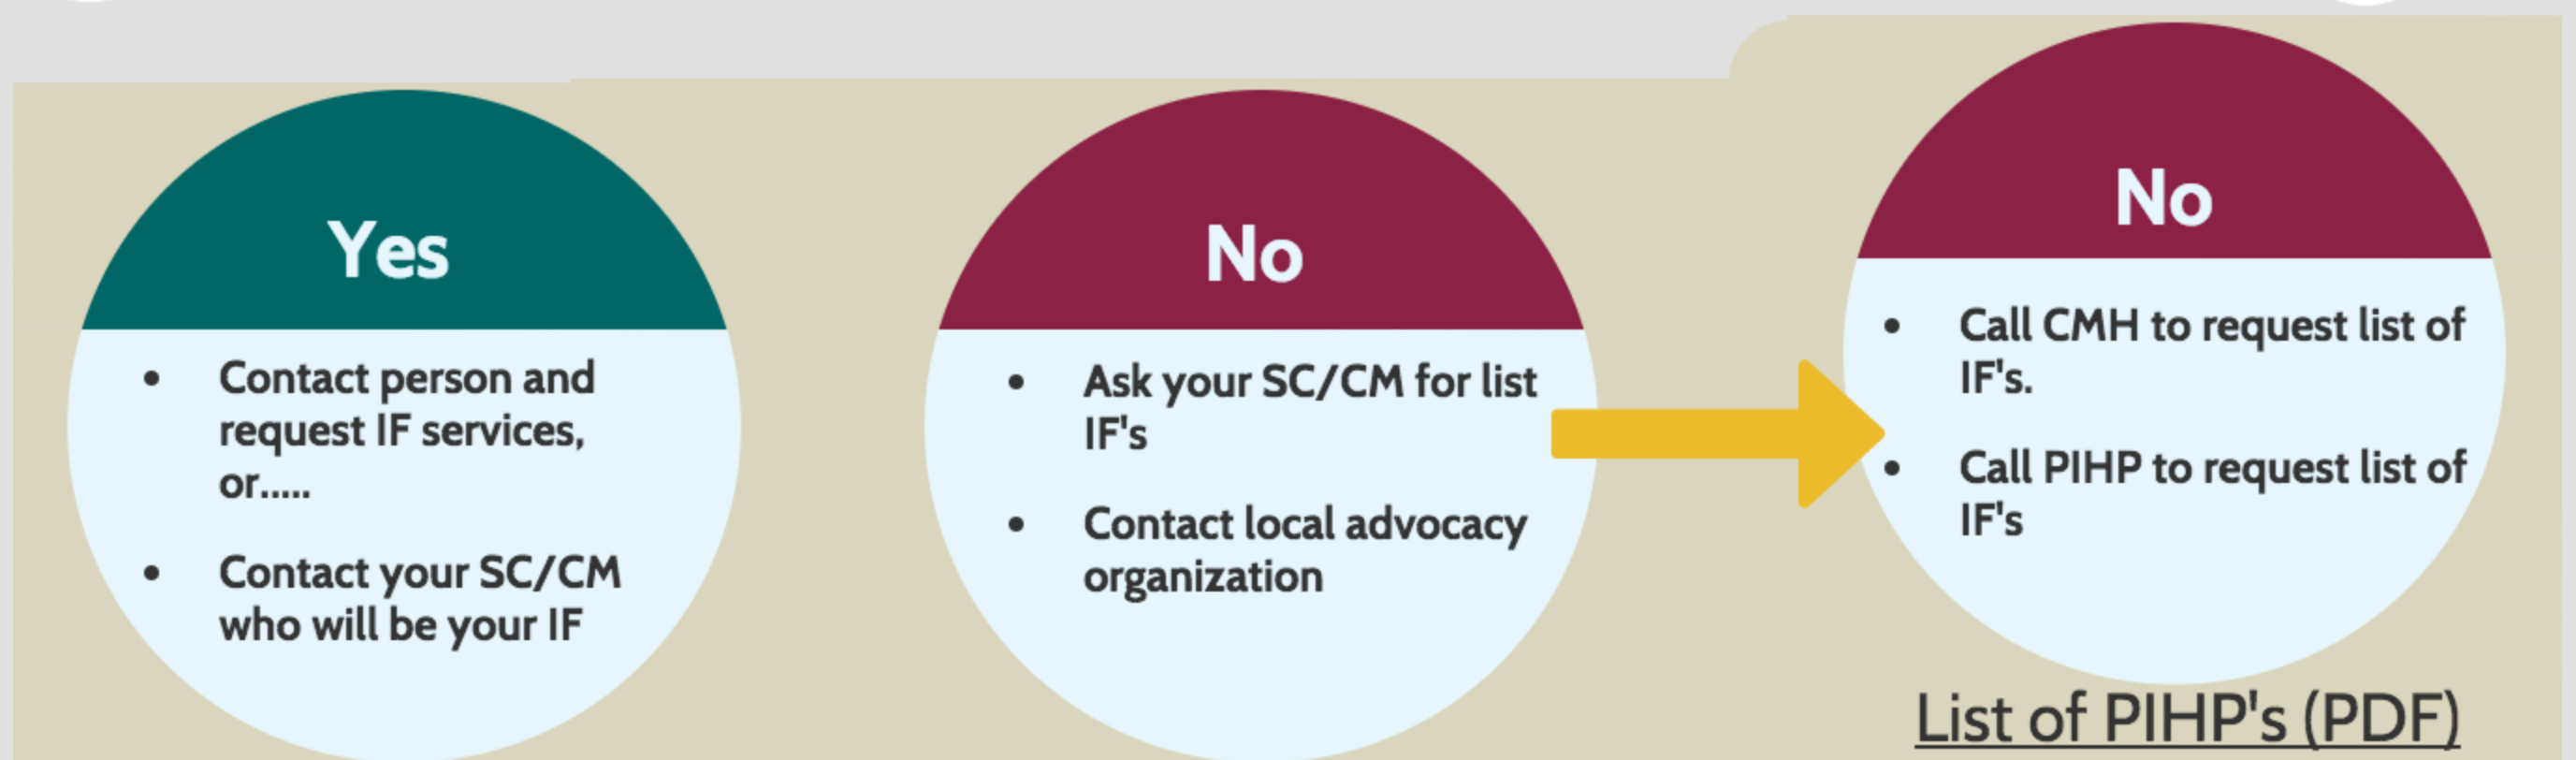 Yes
• Contact person and
request IF services,
or.....
• Contact your SC/CM
who will be your IF
No
• Ask your SC/CM for list
IF's
• Contact local advocacy
organization
No
• Call CMH to request list of
IF's.
• Call PIHP to request list of
IF's
List of PIHP's (PDF)